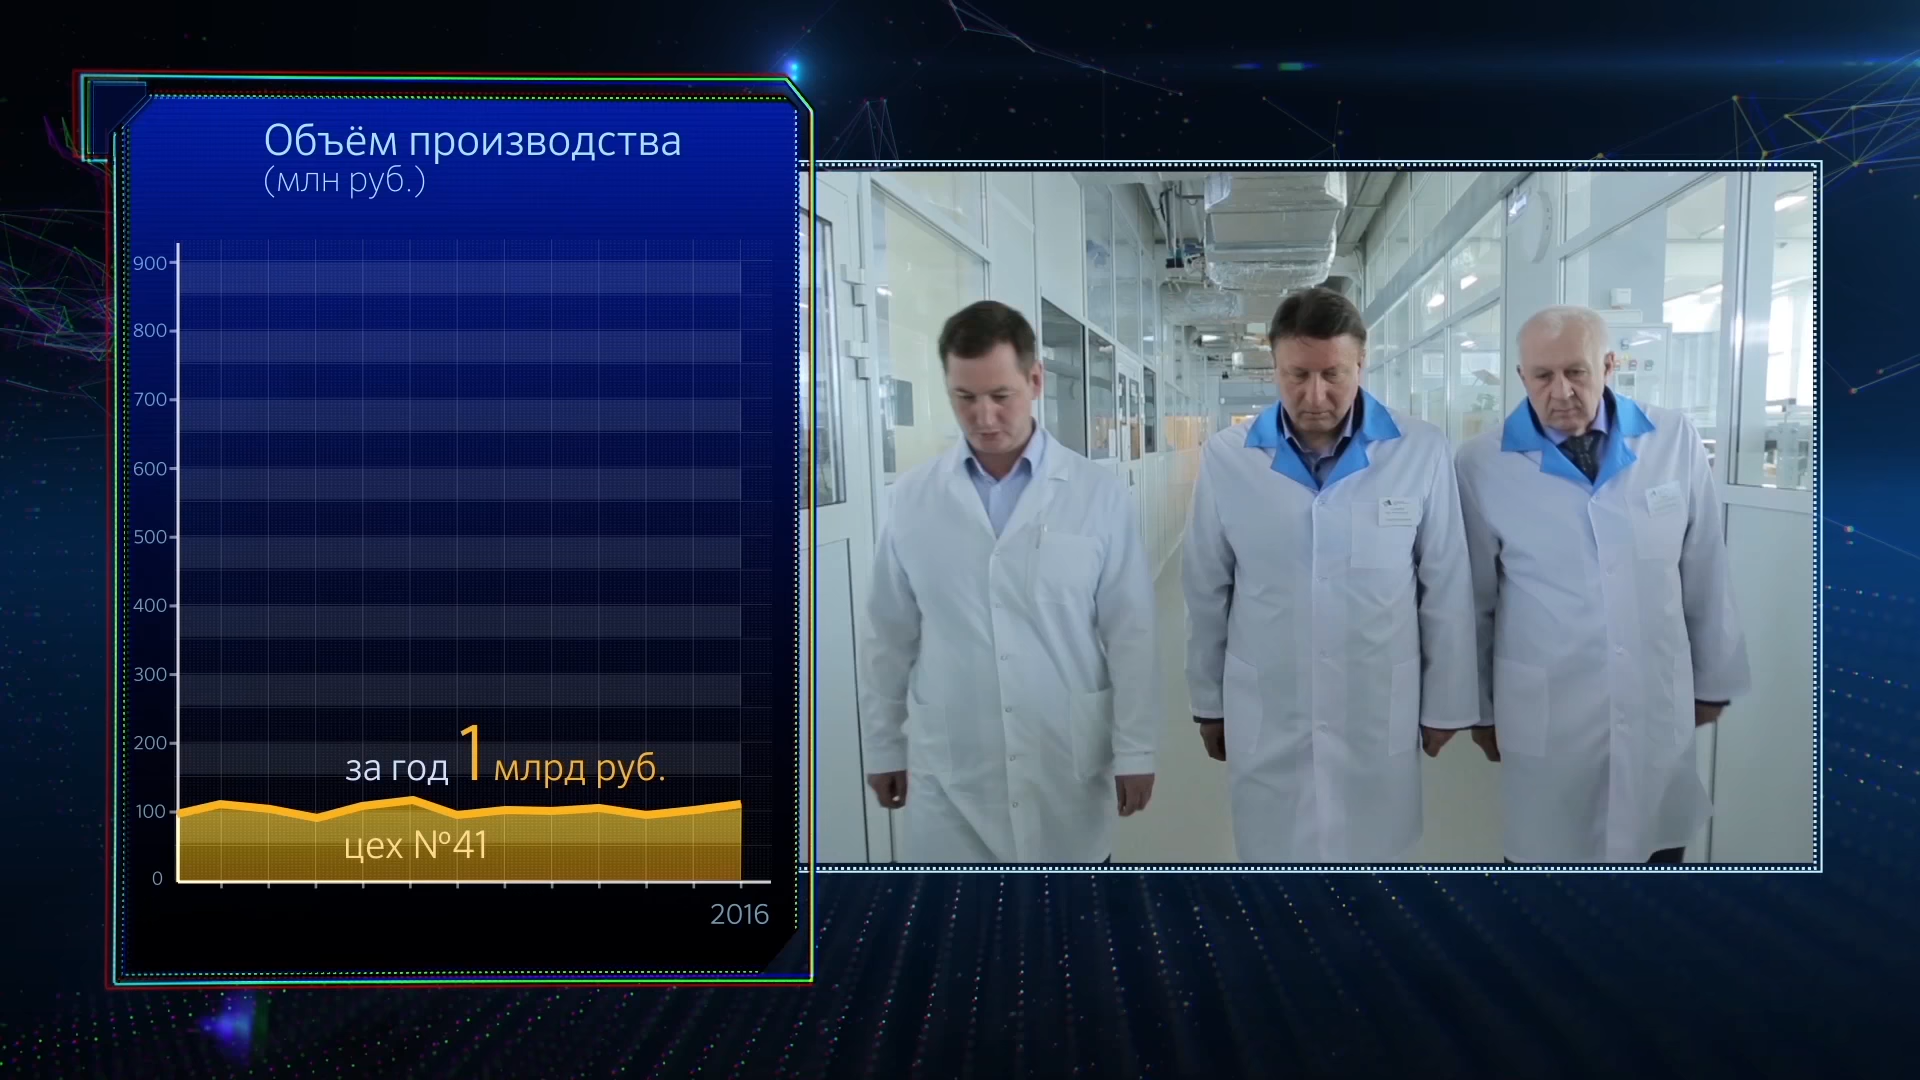 Объём производства
(млн руб.)
900
800
700
600
500
400
300
200
100
0
за год 1 млрд руб.
цех №41
2016